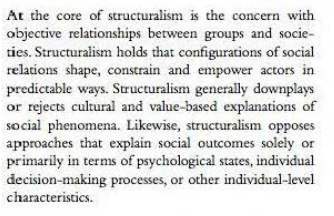 At the core of structuralism is the concern with
objective relationships between groups and socie-
ties. Structuralism holds that configurations of social
relations shape, constrain and empower actors in
predictable ways. Structuralism generally downplays
or rejects cultural and value-based explanations of
social phenomena. Likewise, structuralism opposes
approaches that explain social outcomes solely or
primarily in terms of psychological states, individual
decision-making processes, or other individual-level
characteristics.